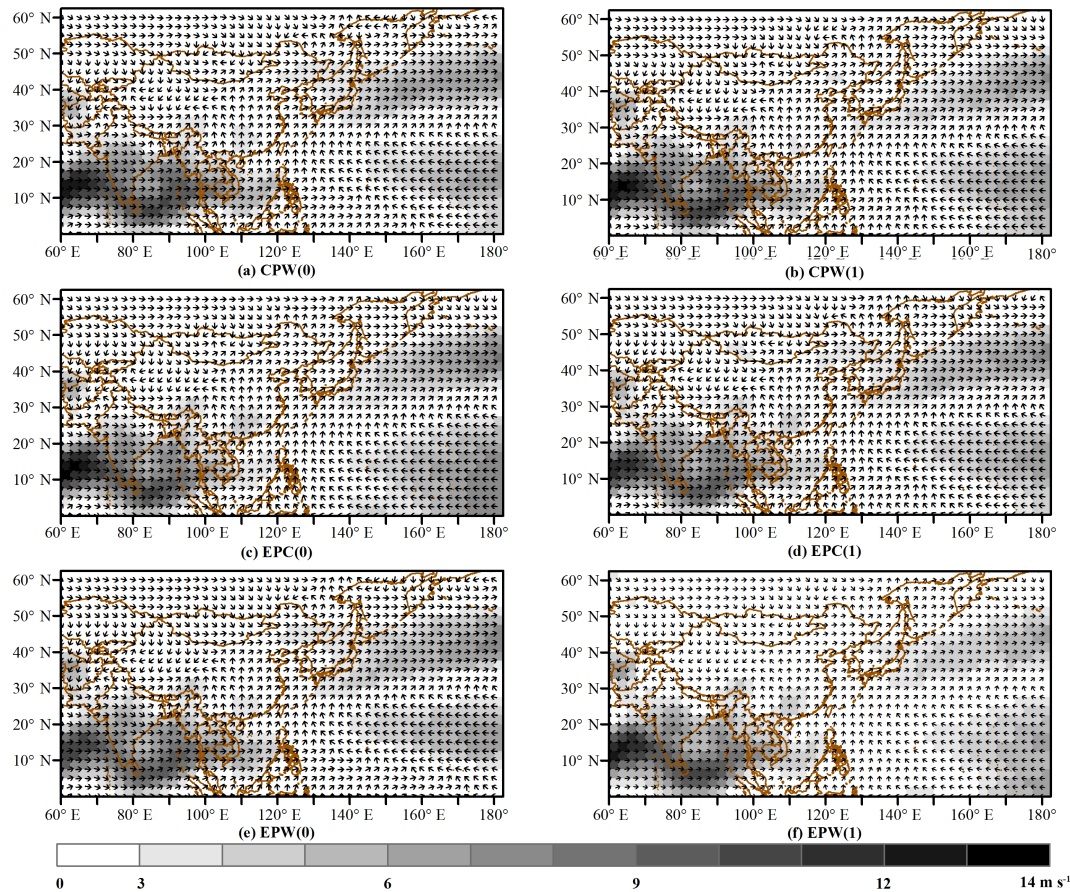 60° N
50° N
40° N
30° N
20° N
10° N
60° E 80° E 100° E 120° E 140° E 160° E 180°
(a) CPW(0)
60° N
50° N
40° N
30° N
20° N
10° N
60° E 80° E 100° E 120° E 140° E 160° E 180°
(b) CPW(1)
60° N
50° N
40° N
30° N
20° N
10° N
60° E 80° E 100° E 120° E 140° E 160° E 180°
(c) EPC(0)
60° N
50° N
40° N
30° N
20° N
10° N
60° E 80° E 100° E 120° E 140° E 160° E 180°
(d) EPC(1)
60° N
50° N
40° N
30° N
20° N
10° N
60° E 80° E 100° E 120° E 140° E 160° E 180°
(e) EPW(0)
60° N
50° N
40° N
30° N
20° N
10° N
60° E 80° E 100° E 120° E 140° E 160° E 180°
(f) EPW(1)
0 3 6 9 12 14 m s⁻¹